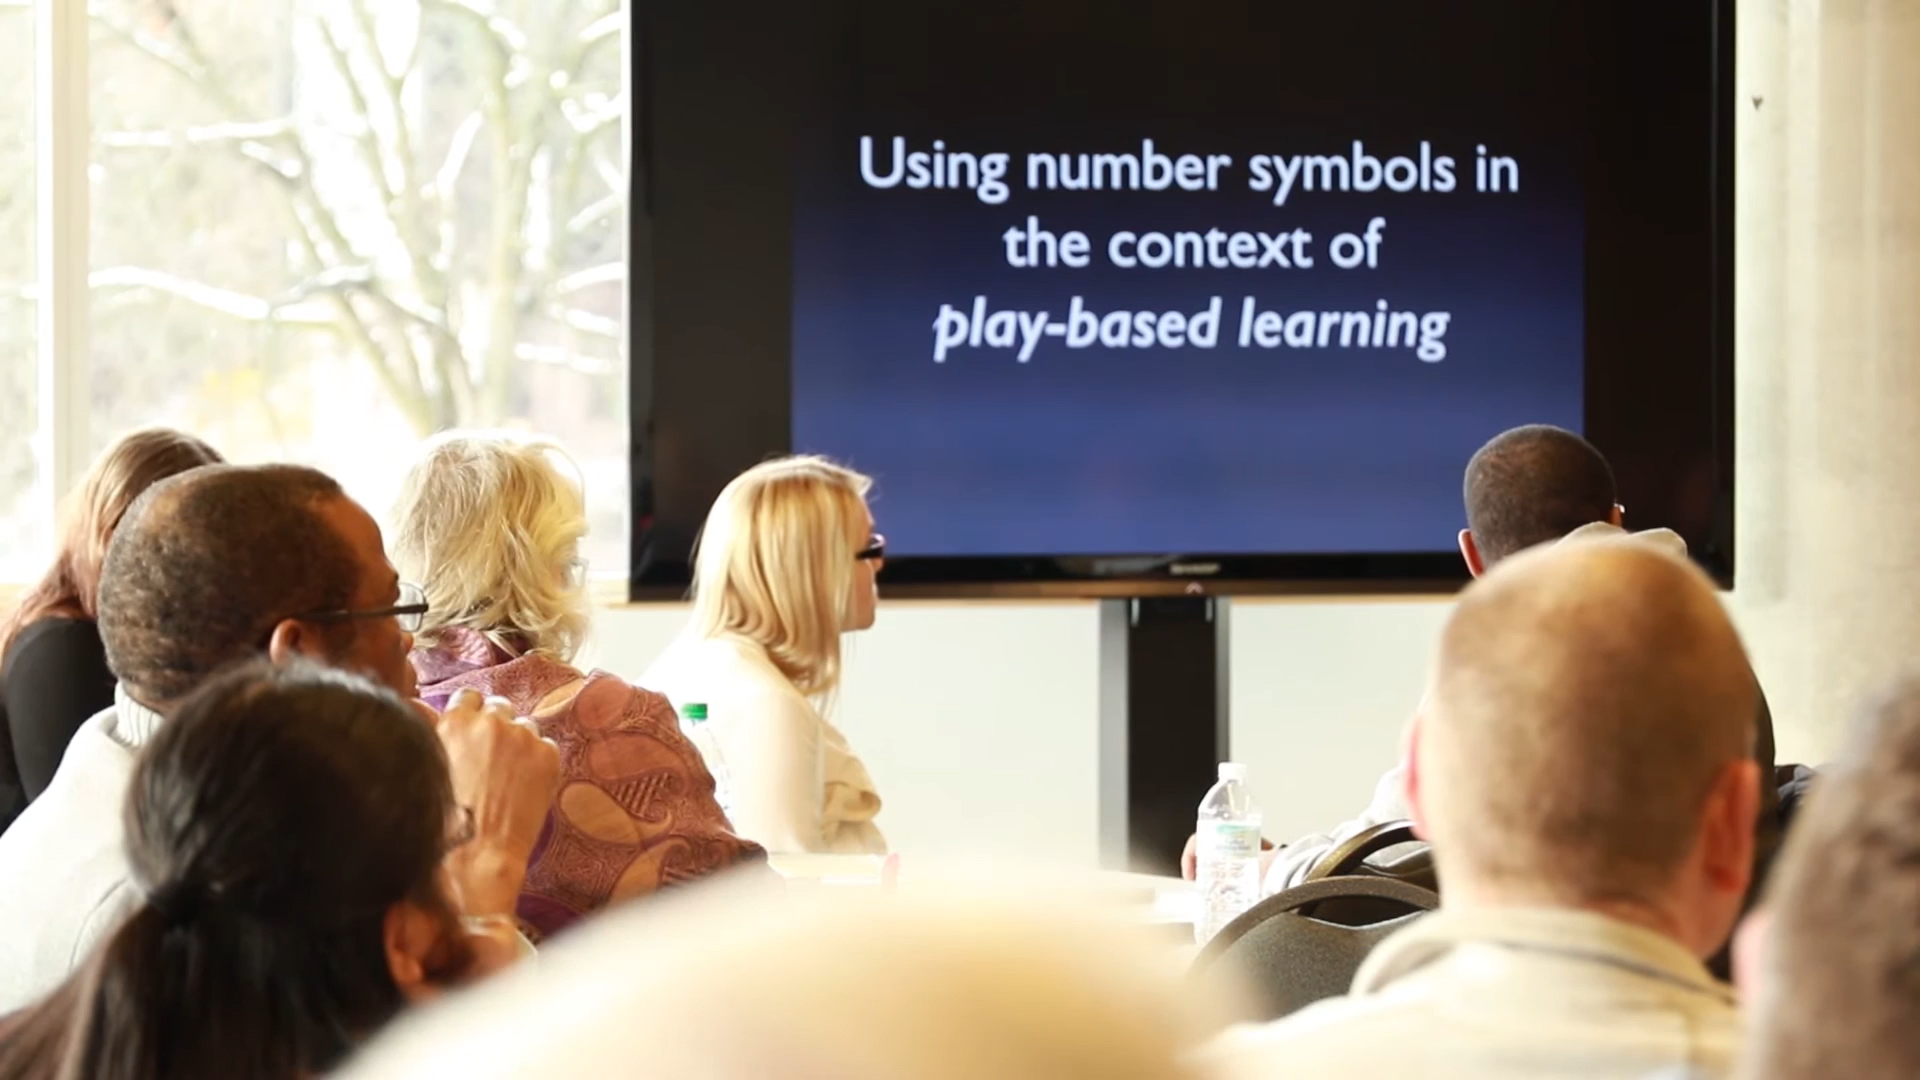 Using number symbols in
the context of
play-based learning